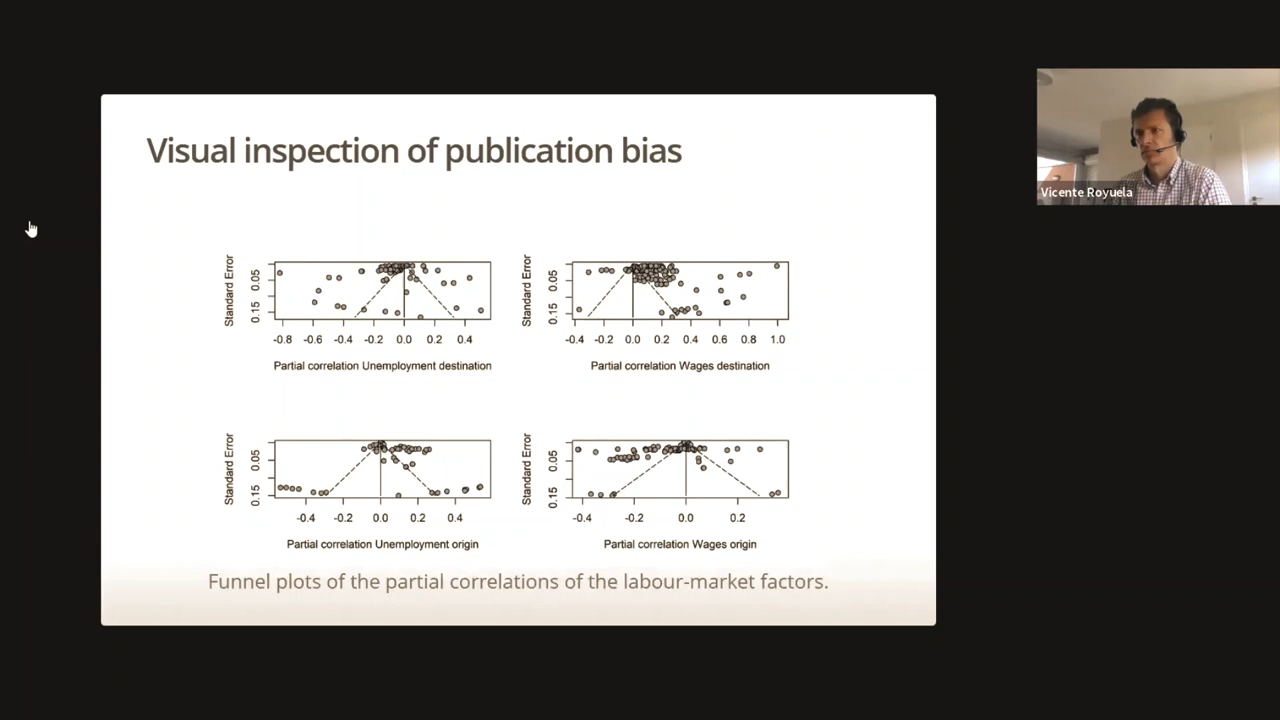 Visual inspection of publication bias
Vicente Royuela
Standard Error
0.05
0.15
-0.8 -0.6 -0.4 -0.2 0.0 0.2 0.4
Partial correlation Unemployment destination
Standard Error
0.05
0.15
-0.4 -0.2 0.0 0.2 0.4 0.6 0.8 1.0
Partial correlation Wages destination
Standard Error
0.05
0.15
-0.4 -0.2 0.0 0.2 0.4
Partial correlation Unemployment origin
Standard Error
0.05
0.15
-0.4 -0.2 0.0 0.2
Partial correlation Wages origin
Funnel plots of the partial correlations of the labour-market factors.